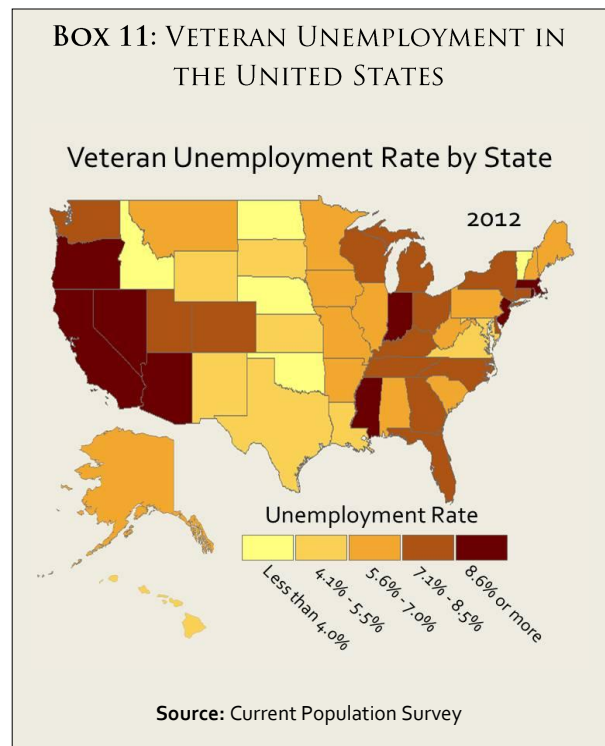 BOX 11: VETERAN UNEMPLOYMENT IN
THE UNITED STATES
Veteran Unemployment Rate by State
2012
Unemployment Rate
Less than 4.0%
4.1% - 5.5%
5.6% - 7.0%
7.1% - 8.5%
8.6% or more
Source: Current Population Survey